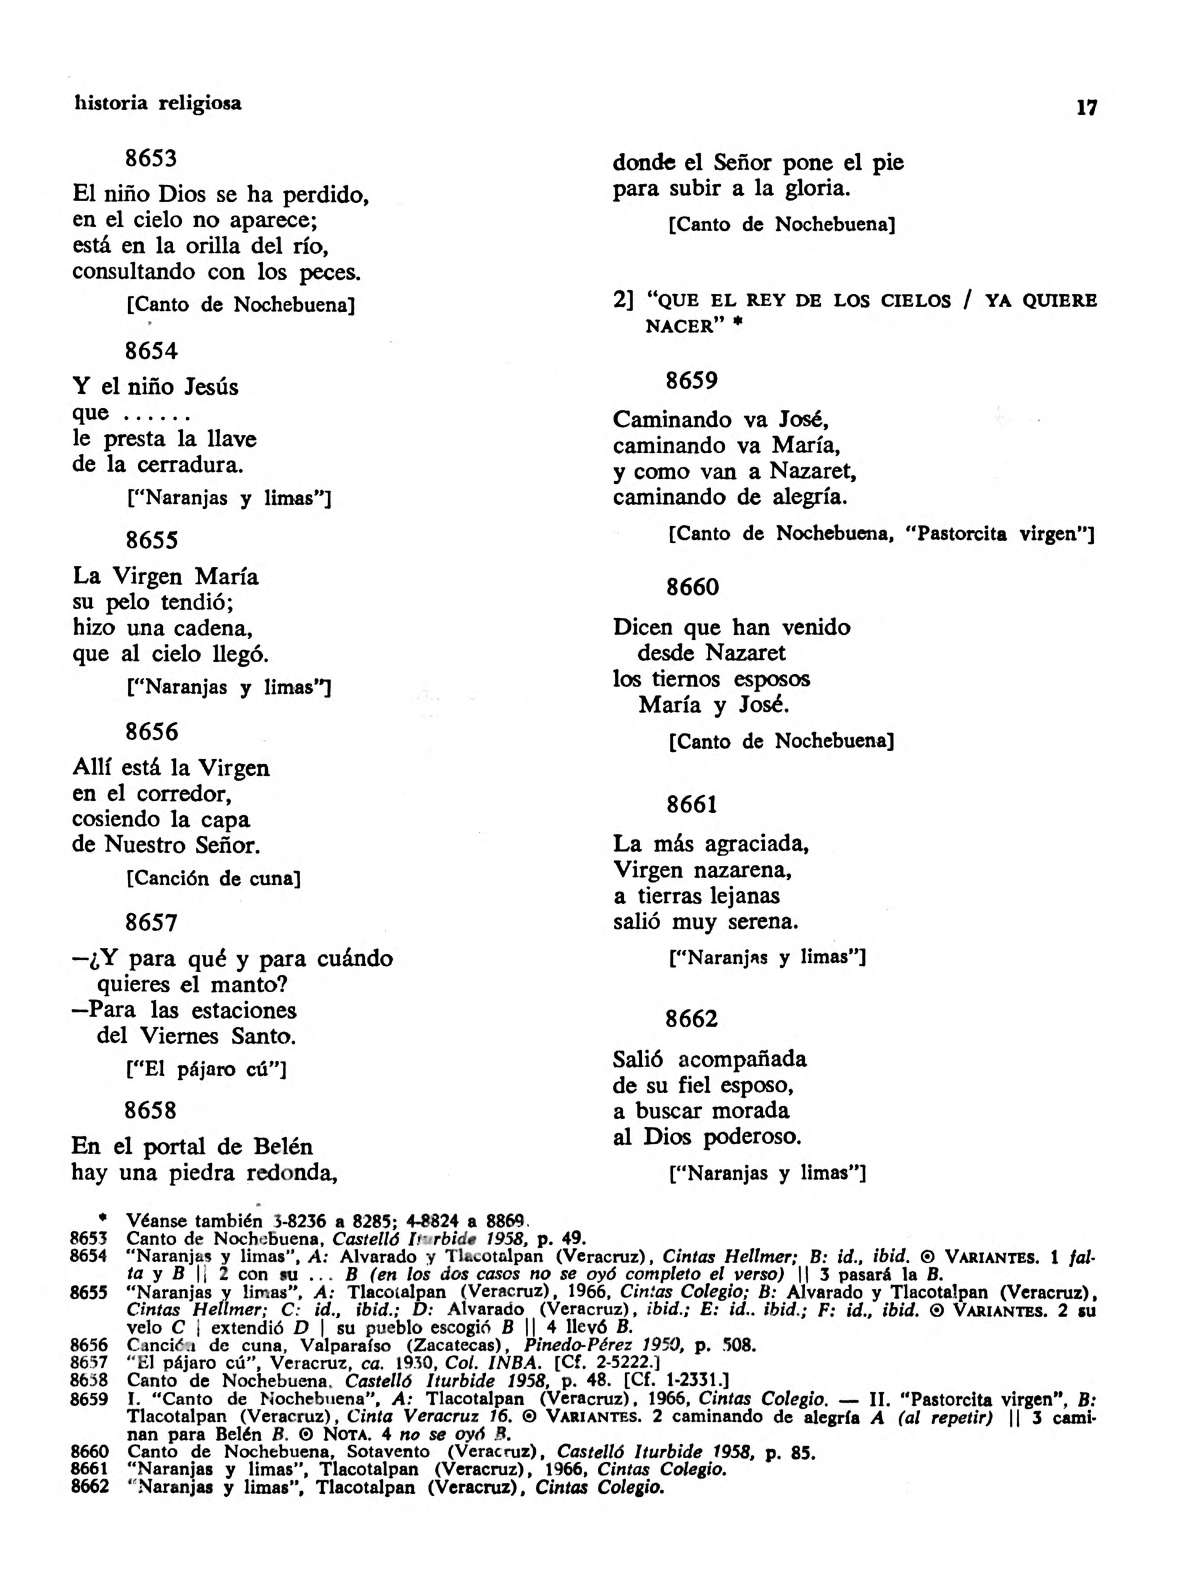 historia religiosa
17
8653
El niño Dios se ha perdido,
en el cielo no aparece;
está en la orilla del río,
consultando con los peces.
[Canto de Nochebuena]
8654
Y el niño Jesús
que ......
le presta la llave
de la cerradura.
[“Naranjas y limas”]
8655
La Virgen María
su pelo tendió;
hizo una cadena,
que al cielo llegó.
[“Naranjas y limas”]
8656
Allí está la Virgen
en el corredor,
cosiendo la capa
de Nuestro Señor.
[Canción de cuna]
8657
—¿Y para qué y para cuándo
quieres el manto?
—Para las estaciones
del Viernes Santo.
[“El pájaro cú”]
8658
En el portal de Belén
hay una piedra redonda,
donde el Señor pone el pie
para subir a la gloria.
[Canto de Nochebuena]
2] “QUE EL REY DE LOS CIELOS / YA QUIERE
NACER” *
8659
Caminando va José,
caminando va María,
y como van a Nazaret,
caminando de alegría.
[Canto de Nochebuena, “Pastorcita virgen”]
8660
Dicen que han venido
desde Nazaret
los tiernos esposos
María y José.
[Canto de Nochebuena]
8661
La más agraciada,
Virgen nazarena,
a tierras lejanas
salió muy serena.
[“Naranjas y limas”]
8662
Salió acompañada
de su fiel esposo,
a buscar morada
al Dios poderoso.
[“Naranjas y limas”]
* Véanse también 3-8236 a 8285; 4-8824 a 8869.
8653 Canto de Nochebuena, Castelló Iturbide 1958, p. 49.
8654 “Naranjas y limas”, A: Alvarado y Tlacotalpan (Veracruz), Cintas Hellmer; B: id., ibid. ⊙ VARIANTES. 1 fal-
ta y B || 2 con su ... B (en los dos casos no se oyó completo el verso) || 3 pasará la B.
8655 “Naranjas y limas”, A: Tlacotalpan (Veracruz), 1966, Cintas Colegio; B: Alvarado y Tlacotalpan (Veracruz),
Cintas Hellmer; C: id., ibid.; D: Alvarado (Veracruz), ibid.; E: id.. ibid.; F: id., ibid. ⊙ VARIANTES. 2 su
velo C | extendió D | su pueblo escogió B || 4 llevó B.
8656 Canción de cuna, Valparaíso (Zacatecas), Pinedo-Pérez 1950, p. 508.
8657 “El pájaro cú”, Veracruz, ca. 1930, Col. INBA. [Cf. 2-5222.]
8658 Canto de Nochebuena. Castelló Iturbide 1958, p. 48. [Cf. 1-2331.]
8659 I. “Canto de Nochebuena”, A: Tlacotalpan (Veracruz), 1966, Cintas Colegio. — II. “Pastorcita virgen”, B:
Tlacotalpan (Veracruz), Cinta Veracruz 16. ⊙ VARIANTES. 2 caminando de alegría A (al repetir) || 3 cami-
nan para Belén B. ⊙ NOTA. 4 no se oyó B.
8660 Canto de Nochebuena, Sotavento (Veracruz), Castelló Iturbide 1958, p. 85.
8661 “Naranjas y limas”, Tlacotalpan (Veracruz), 1966, Cintas Colegio.
8662 “Naranjas y limas”, Tlacotalpan (Veracruz), Cintas Colegio.